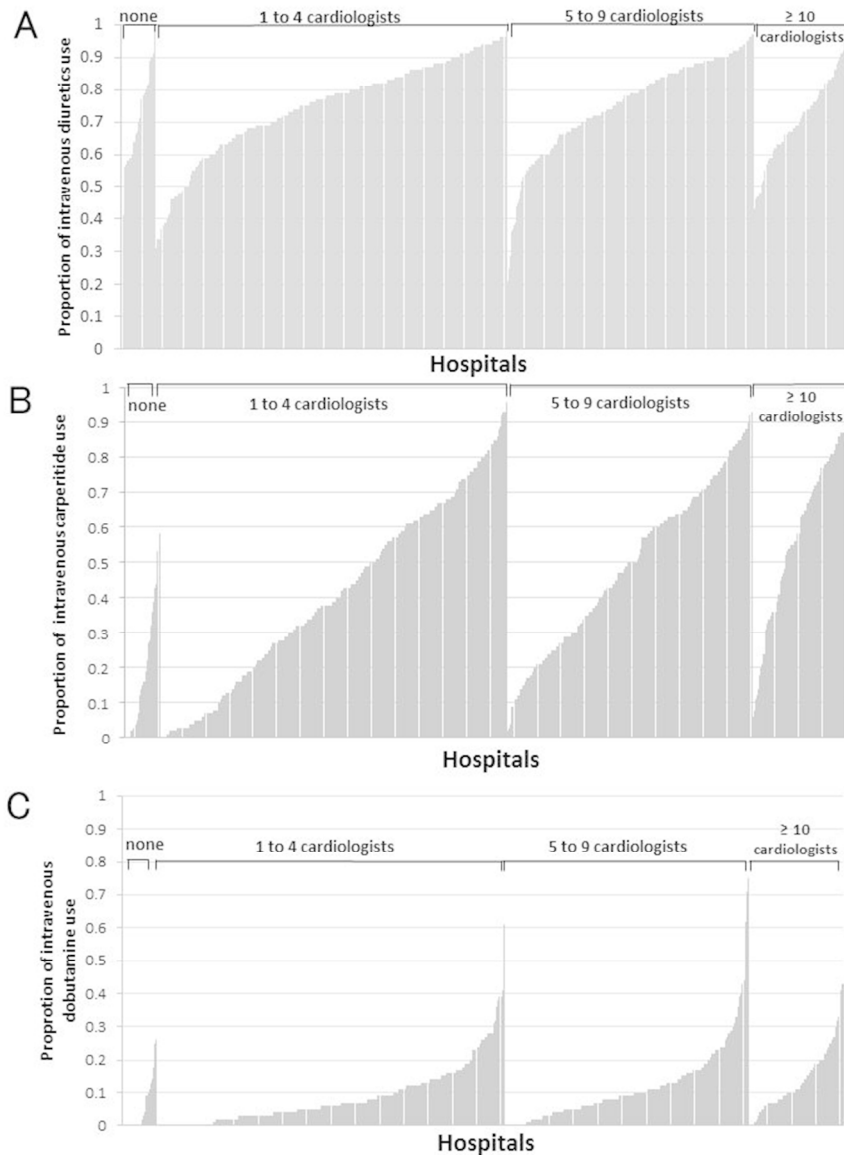 A
none
1 to 4 cardiologists
5 to 9 cardiologists
≥ 10
cardiologists
Proportion of intravenous diuretics use
1
0.9
0.8
0.7
0.6
0.5
0.4
0.3
0.2
0.1
0
Hospitals
B
none
1 to 4 cardiologists
5 to 9 cardiologists
≥ 10
cardiologists
Proportion of intravenous carperitide use
1
0.9
0.8
0.7
0.6
0.5
0.4
0.3
0.2
0.1
0
Hospitals
C
none
1 to 4 cardiologists
5 to 9 cardiologists
≥ 10
cardiologists
Proprotion of intravenous
dobutamine use
1
0.9
0.8
0.7
0.6
0.5
0.4
0.3
0.2
0.1
0
Hospitals